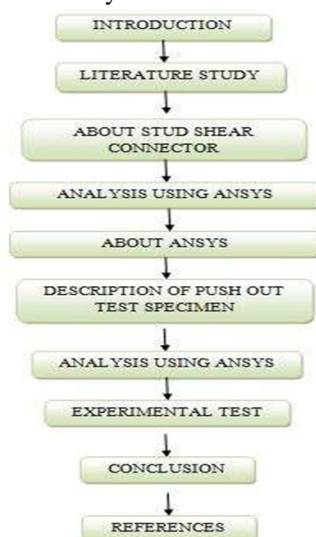 INTRODUCTION
LITERATURE STUDY
ABOUT STUD SHEAR
CONNECTOR
ANALYSIS USING ANSYS
ABOUT ANSYS
DESCRIPTION OF PUSH OUT
TEST SPECIMEN
ANALYSIS USING ANSYS
EXPERIMENTAL TEST
CONCLUSION
REFERENCES